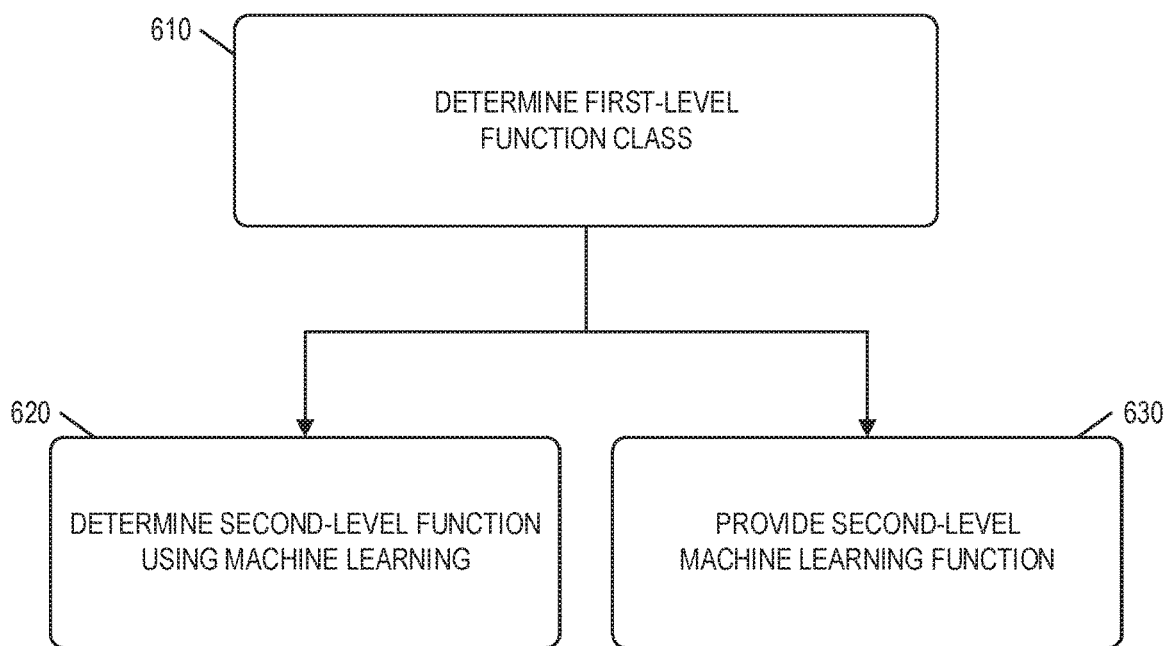 610
DETERMINE FIRST-LEVEL
FUNCTION CLASS
620
DETERMINE SECOND-LEVEL FUNCTION
USING MACHINE LEARNING
630
PROVIDE SECOND-LEVEL
MACHINE LEARNING FUNCTION